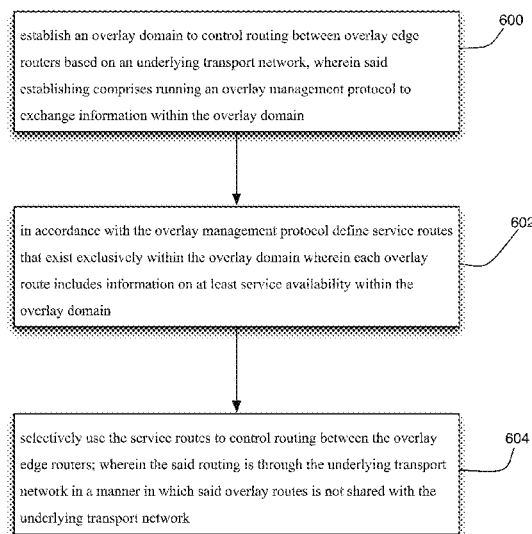 establish an overlay domain to control routing between overlay edge
routers based on an underlying transport network, wherein said
establishing comprises running an overlay management protocol to
exchange information within the overlay domain
600
in accordance with the overlay management protocol define service routes
that exist exclusively within the overlay domain wherein each overlay
route includes information on at least service availability within the
overlay domain
602
selectively use the service routes to control routing between the overlay
edge routers; wherein the said routing is through the underlying transport
network in a manner in which said overlay routes is not shared with the
underlying transport network
604